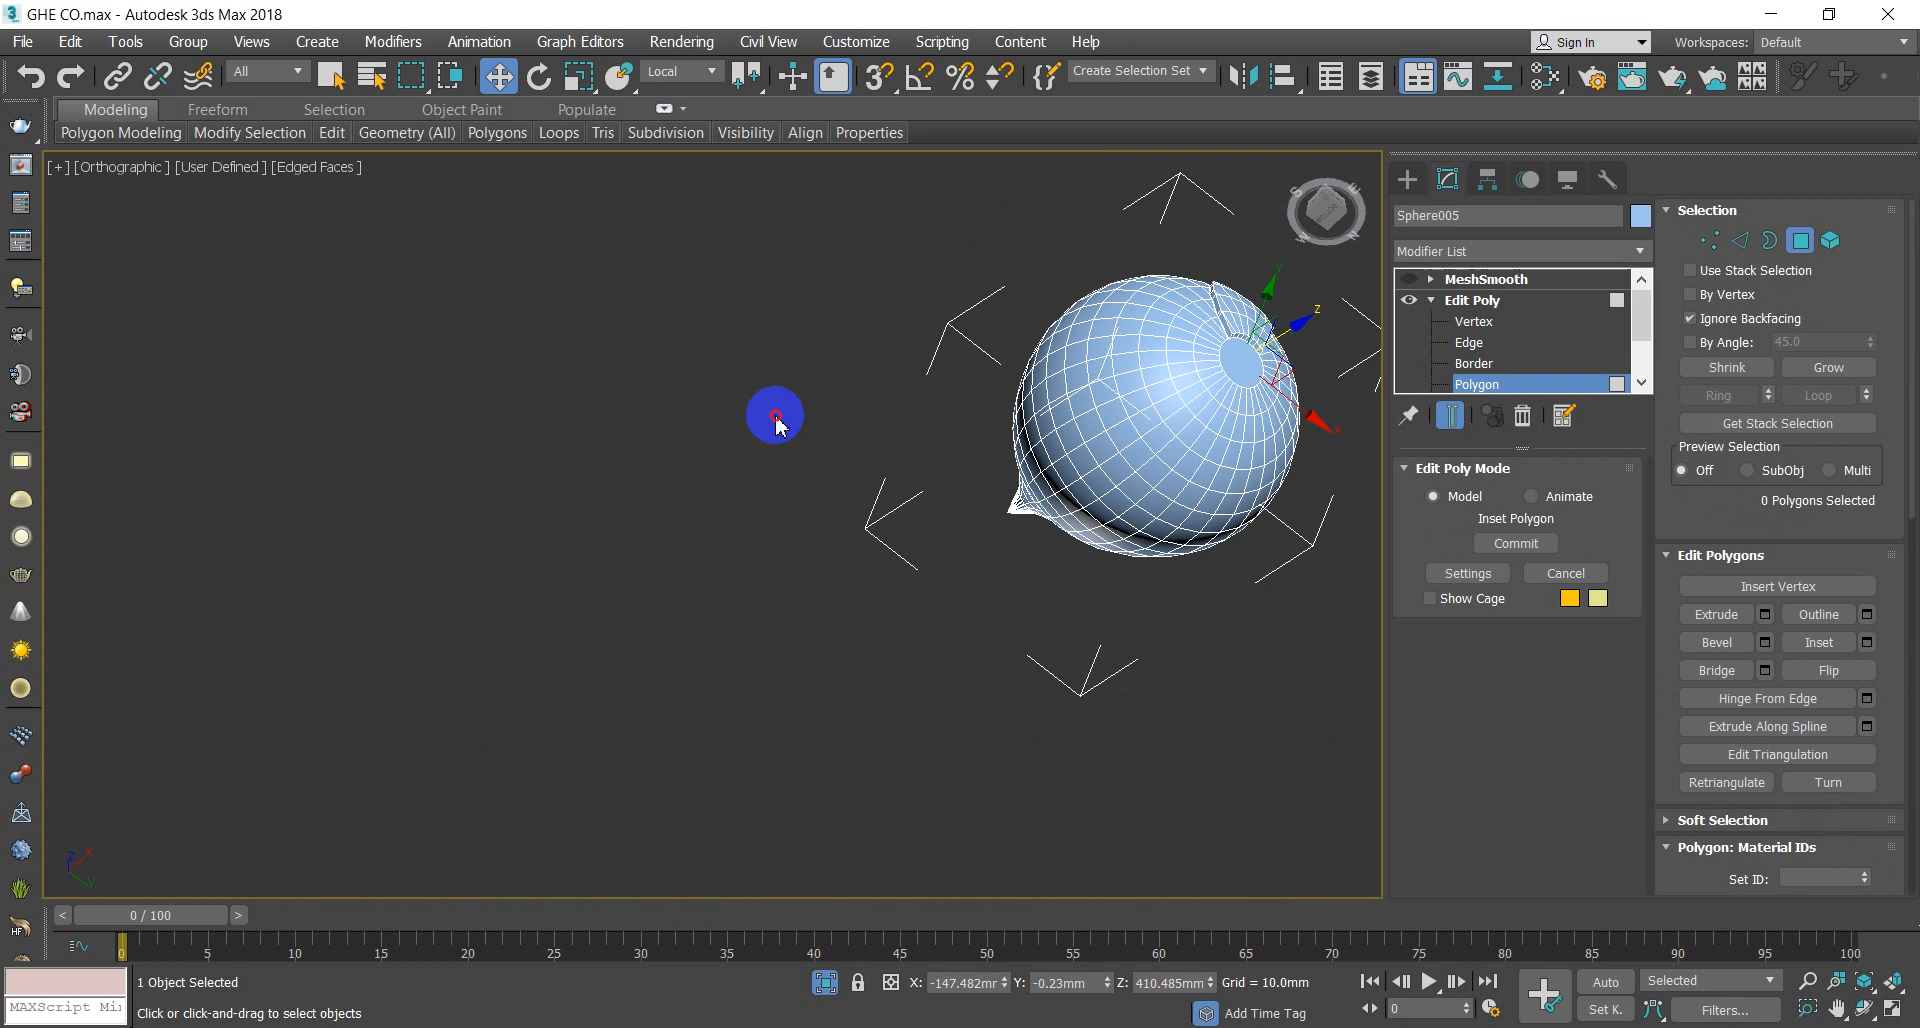 GHE CO.max - Autodesk 3ds Max 2018
File Edit Tools Group Views Create Modifiers Animation Graph Editors Rendering Civil View Customize Scripting Content Help
Sign In Workspaces: Default
All Local Create Selection Set
Modeling Freeform Selection Object Paint Populate
Polygon Modeling Modify Selection Edit Geometry (All) Polygons Loops Tris Subdivision Visibility Align Properties
[+] [Orthographic ] [User Defined ] [Edged Faces ]
Sphere005
Modifier List
MeshSmooth
Edit Poly
Vertex
Edge
Border
Polygon
Edit Poly Mode
Model Animate
Inset Polygon
Commit
Settings Cancel
Show Cage
Selection
Use Stack Selection
By Vertex
Ignore Backfacing
By Angle: 45.0
Shrink Grow
Ring Loop
Get Stack Selection
Preview Selection
Off SubObj Multi
0 Polygons Selected
Edit Polygons
Insert Vertex
Extrude Outline
Bevel Inset
Bridge Flip
Hinge From Edge
Extrude Along Spline
Edit Triangulation
Retriangulate Turn
Soft Selection
Polygon: Material IDs
Set ID:
< 0 / 100 >
0 5 10 15 20 25 30 35 40 45 50 55 60 65 70 75 80 85 90 95 100
1 Object Selected
X: -147.482mr Y: -0.23mm Z: 410.485mm Grid = 10.0mm
Auto Selected
MAXScript Mi
Click or click-and-drag to select objects
Add Time Tag
0
Set K. Filters...